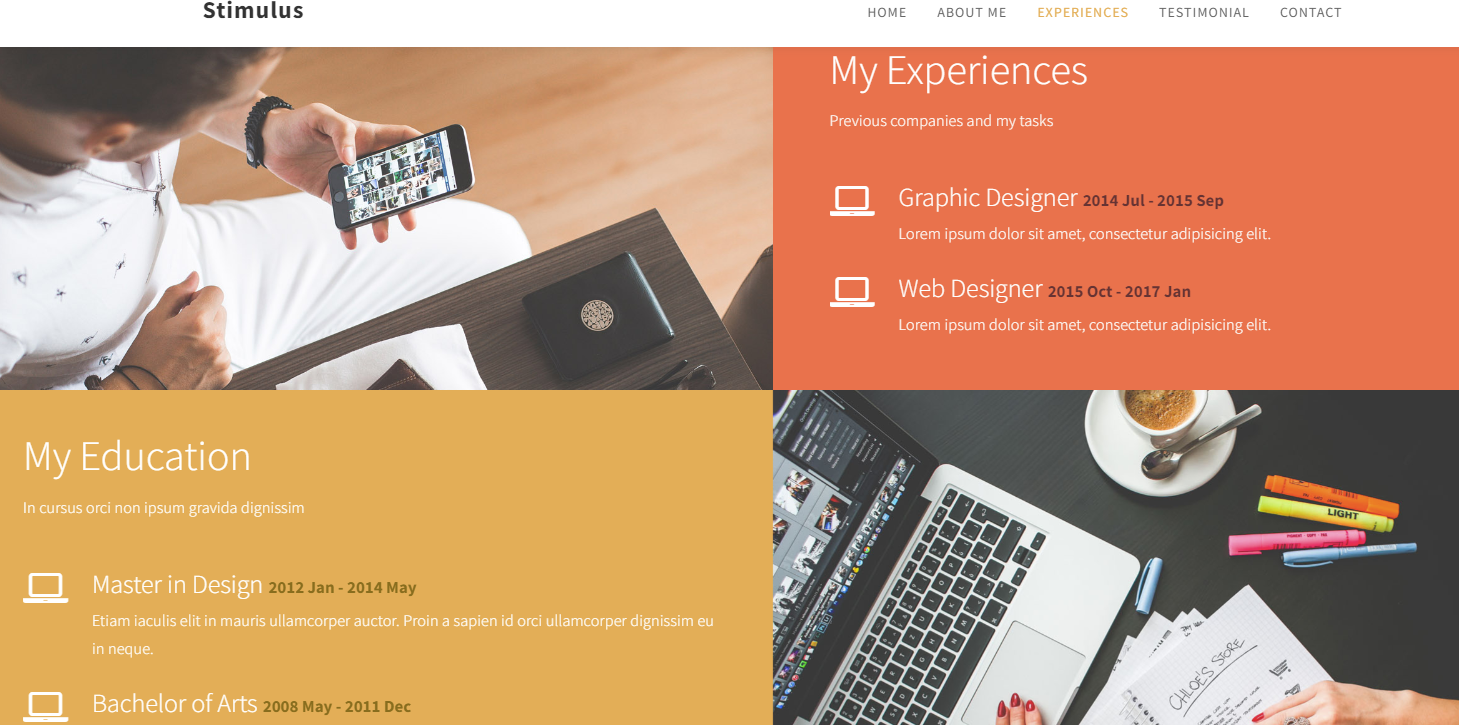 Stimulus
HOME ABOUT ME EXPERIENCES TESTIMONIAL CONTACT
My Experiences
Previous companies and my tasks
Graphic Designer 2014 Jul - 2015 Sep
Lorem ipsum dolor sit amet, consectetur adipisicing elit.
Web Designer 2015 Oct - 2017 Jan
Lorem ipsum dolor sit amet, consectetur adipisicing elit.
My Education
In cursus orci non ipsum gravida dignissim
Master in Design 2012 Jan - 2014 May
Etiam iaculis elit in mauris ullamcorper auctor. Proin a sapien id orci ullamcorper dignissim eu
in neque.
Bachelor of Arts 2008 May - 2011 Dec
LIGHT
CHLOE'S STORE